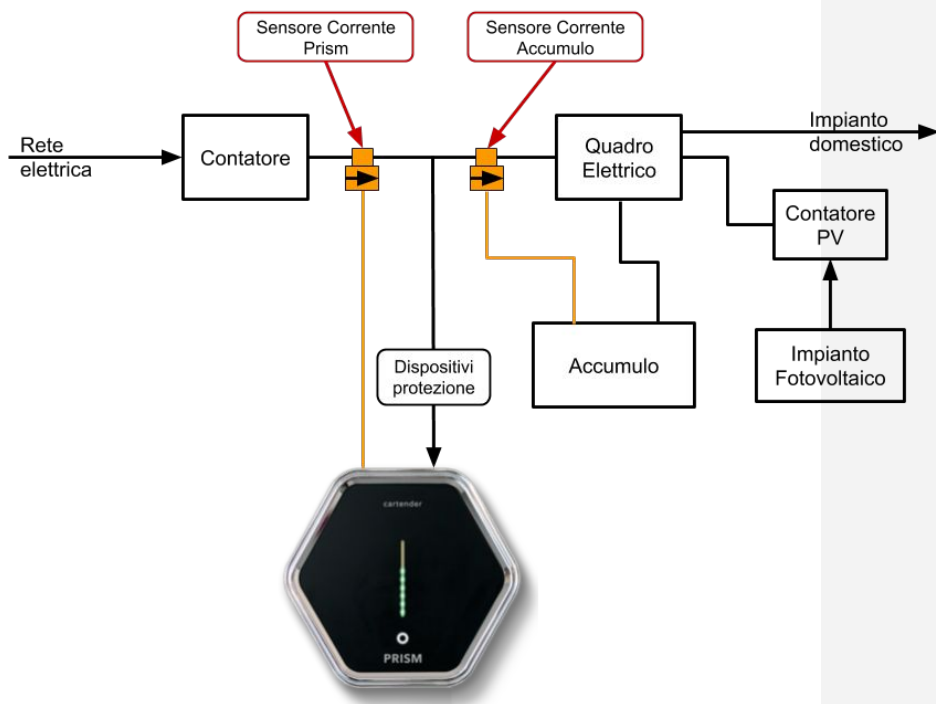 Sensore Corrente
Prism
Sensore Corrente
Accumulo
Rete
elettrica
Contatore
Quadro
Elettrico
Impianto
domestico
Contatore
PV
Dispositivi
protezione
Accumulo
Impianto
Fotovoltaico
cartender
PRISM